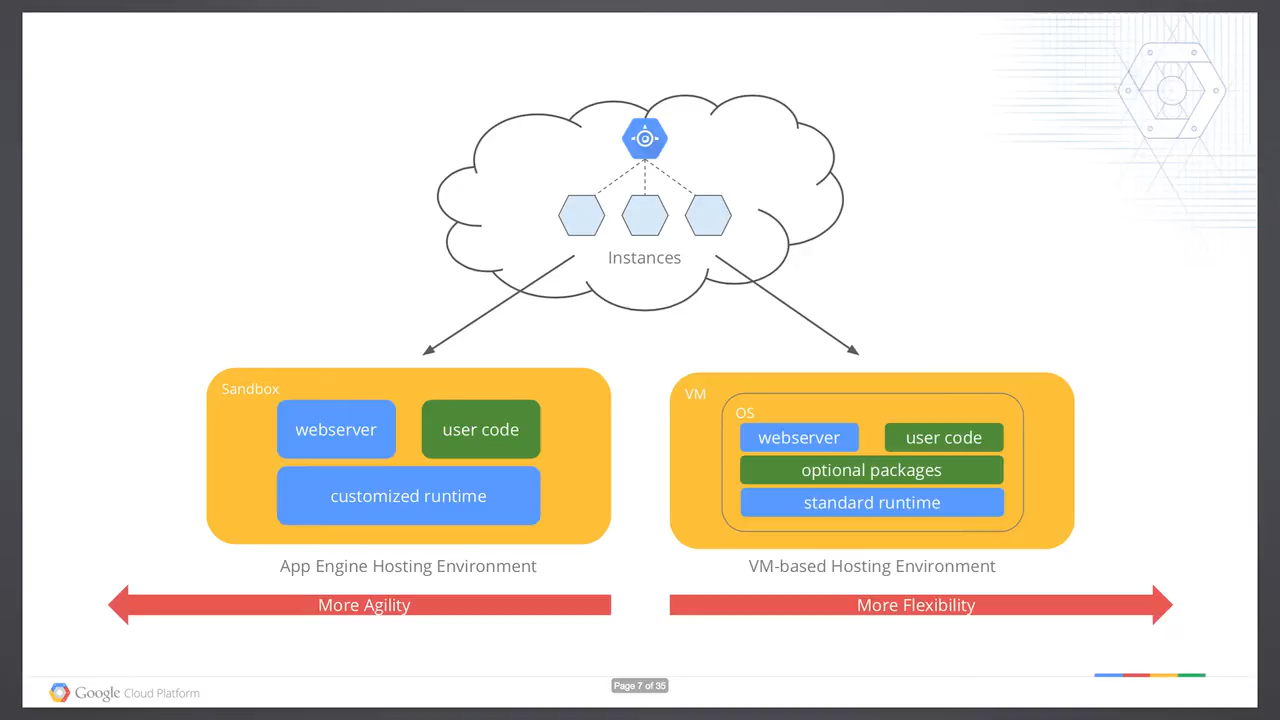 Instances
Sandbox
webserver
user code
customized runtime
App Engine Hosting Environment
More Agility
VM
OS
webserver
user code
optional packages
standard runtime
VM-based Hosting Environment
More Flexibility
Google Cloud Platform
Page 7 of 35